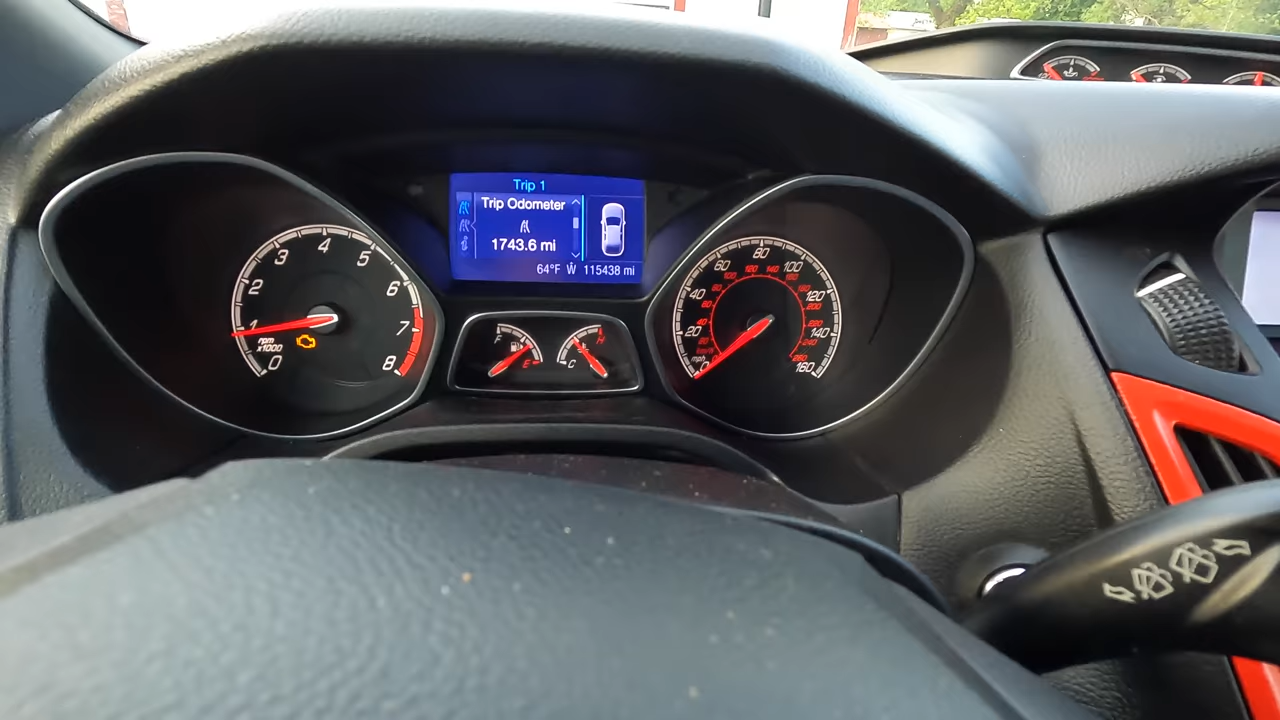 Trip 1
Trip Odometer
1743.6 mi
64°F W 115438 mi
0
1
2
3
4
5
6
7
8
rpm
x1000
F
E
C
H
0
20
40
60
80
100
120
140
160
mph